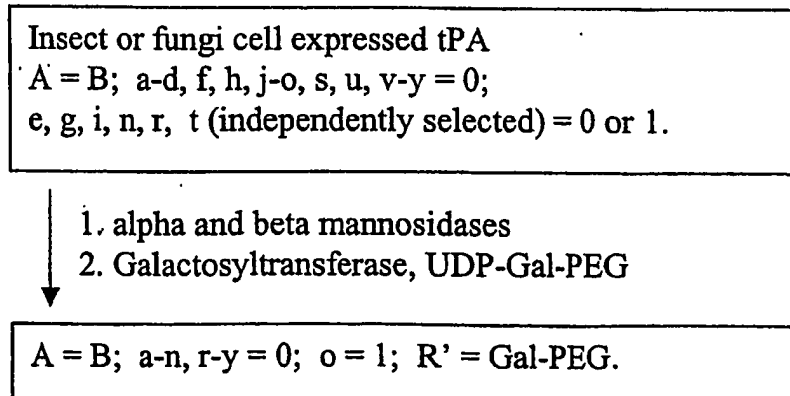 Insect or fungi cell expressed tPA
A = B; a-d, f, h, j-o, s, u, v-y = 0;
e, g, i, n, r, t (independently selected) = 0 or 1.
1. alpha and beta mannosidases
2. Galactosyltransferase, UDP-Gal-PEG
A = B; a-n, r-y = 0; o = 1; R' = Gal-PEG.